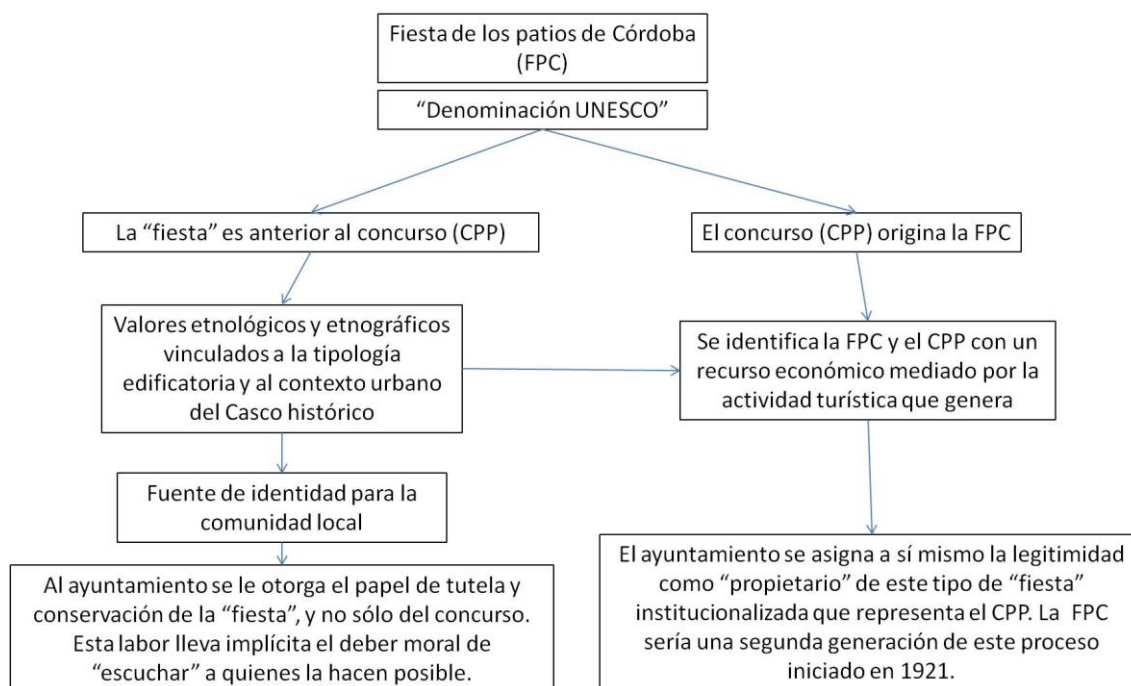 Fiesta de los patios de Córdoba
(FPC)
“Denominación UNESCO”
La “fiesta” es anterior al concurso (CPP)
El concurso (CPP) origina la FPC
Valores etnológicos y etnográficos
vinculados a la tipología
edificatoria y al contexto urbano
del Casco histórico
Se identifica la FPC y el CPP con un
recurso económico mediado por la
actividad turística que genera
Fuente de identidad para la
comunidad local
Al ayuntamiento se le otorga el papel de tutela y
conservación de la “fiesta”, y no sólo del concurso.
Esta labor lleva implícita el deber moral de
“escuchar” a quienes la hacen posible.
El ayuntamiento se asigna a sí mismo la legitimidad
como “propietario” de este tipo de “fiesta”
institucionalizada que representa el CPP. La  FPC
sería una segunda generación de este proceso
iniciado en 1921.